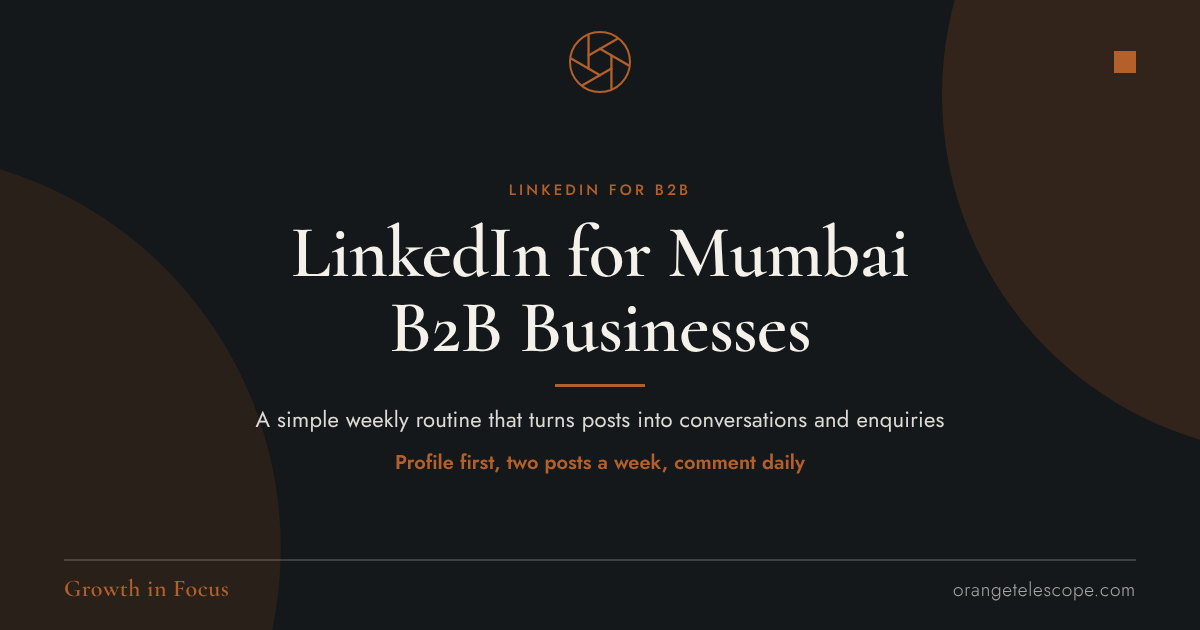 LINKEDIN FOR B2B
LinkedIn for Mumbai
B2B Businesses
A simple weekly routine that turns posts into conversations and enquiries
Profile first, two posts a week, comment daily
Growth in Focus
orangetelescope.com